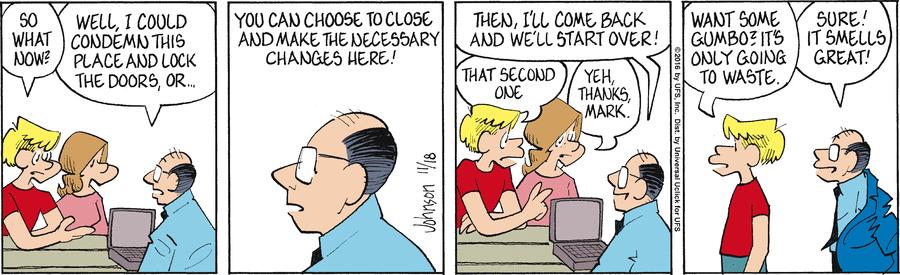 SO
WHAT
NOW?
WELL, I COULD
CONDEMN THIS
PLACE AND LOCK
THE DOORS, OR...
YOU CAN CHOOSE TO CLOSE
AND MAKE THE NECESSARY
CHANGES HERE!
Johnson 11/18
THEN, I'LL COME BACK
AND WE'LL START OVER!
THAT SECOND
ONE
YEH,
THANKS,
MARK.
©2016 by UFS, Inc. Dist. by Universal Uclick for UFS
WANT SOME
GUMBO? IT'S
ONLY GOING
TO WASTE.
SURE!
IT SMELLS
GREAT!